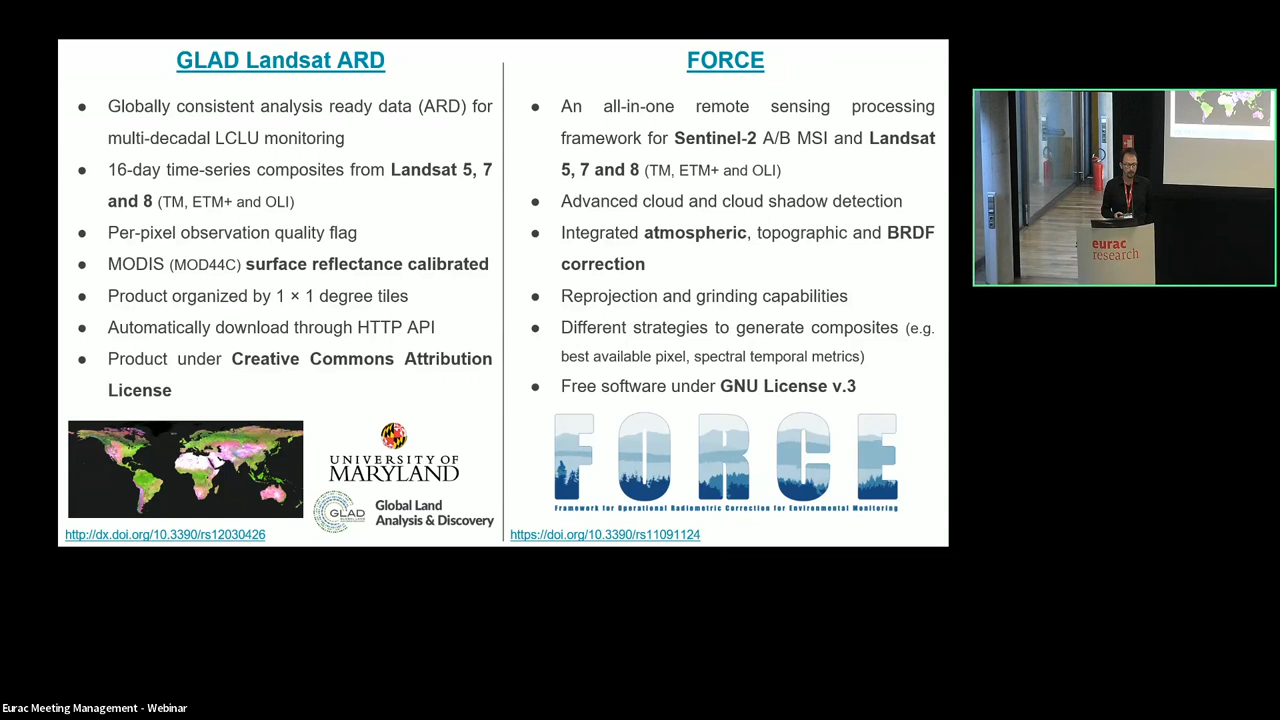 GLAD Landsat ARD
● Globally consistent analysis ready data (ARD) for
multi-decadal LCLU monitoring
● 16-day time-series composites from Landsat 5, 7
and 8 (TM, ETM+ and OLI)
● Per-pixel observation quality flag
● MODIS (MOD44C) surface reflectance calibrated
● Product organized by 1 × 1 degree tiles
● Automatically download through HTTP API
● Product under Creative Commons Attribution
License
UNIVERSITY OF
MARYLAND
GLAD
Global Land
Analysis & Discovery
http://dx.doi.org/10.3390/rs12030426
FORCE
● An all-in-one remote sensing processing
framework for Sentinel-2 A/B MSI and Landsat
5, 7 and 8 (TM, ETM+ and OLI)
● Advanced cloud and cloud shadow detection
● Integrated atmospheric, topographic and BRDF
correction
● Reprojection and grinding capabilities
● Different strategies to generate composites (e.g.
best available pixel, spectral temporal metrics)
● Free software under GNU License v.3
FORCE
Framework for Operational Radiometric Correction for Environmental Monitoring
https://doi.org/10.3390/rs11091124
eurac
research
Eurac Meeting Management - Webinar